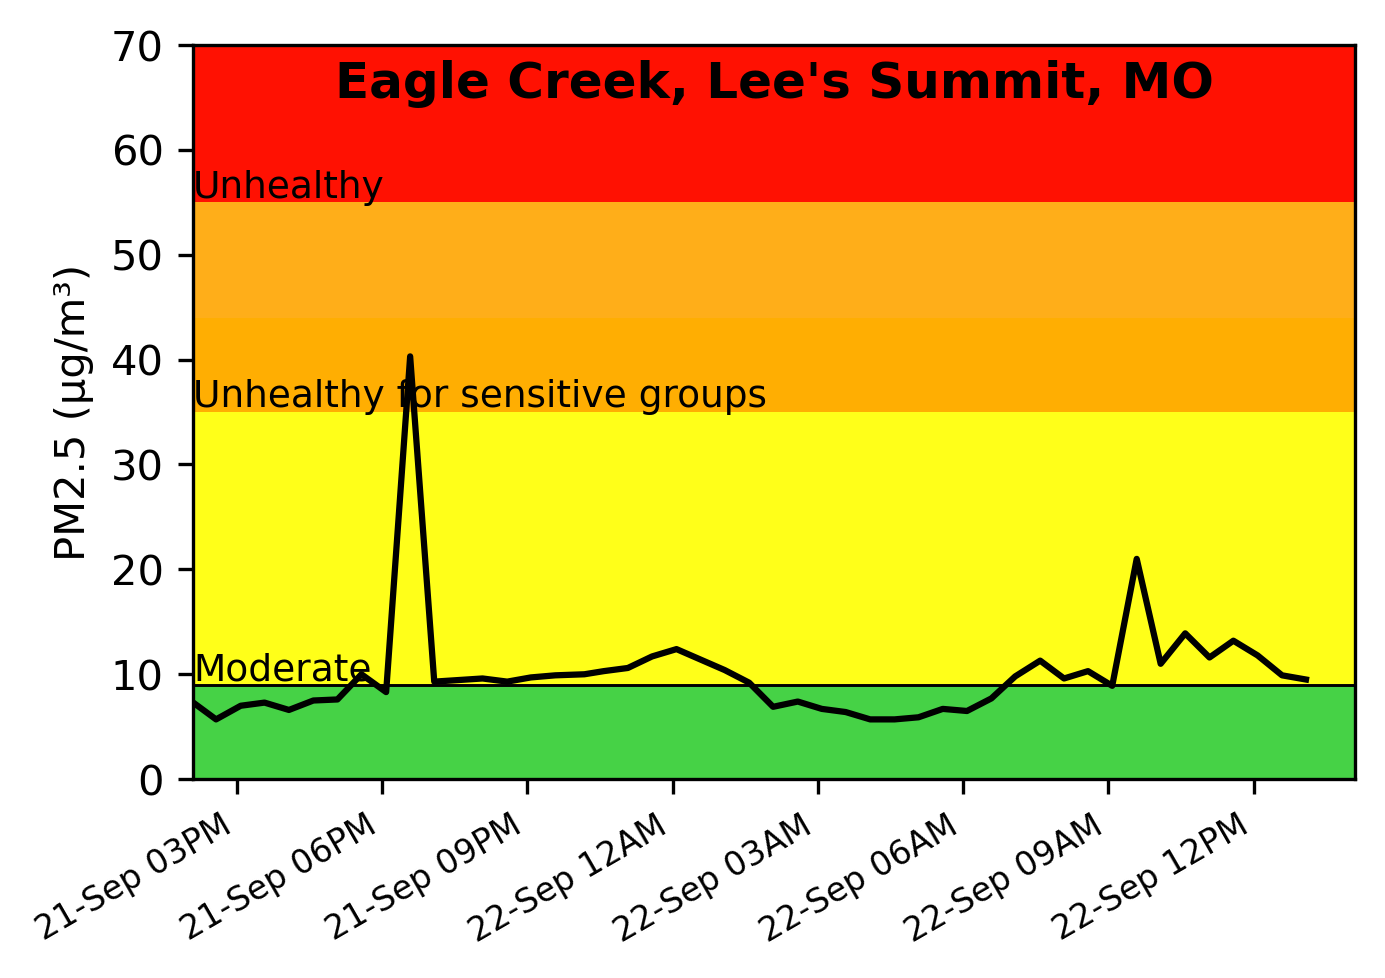 Eagle Creek, Lee's Summit, MO
70
60
50
40
30
20
10
0
PM2.5 (µg/m³)
Unhealthy
Unhealthy for sensitive groups
Moderate
21-Sep 03PM
21-Sep 06PM
21-Sep 09PM
22-Sep 12AM
22-Sep 03AM
22-Sep 06AM
22-Sep 09AM
22-Sep 12PM